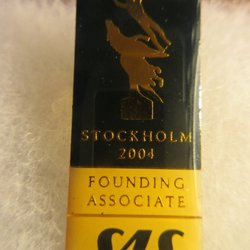 STOCKHOLM
2004
FOUNDING
ASSOCIATE
SAS